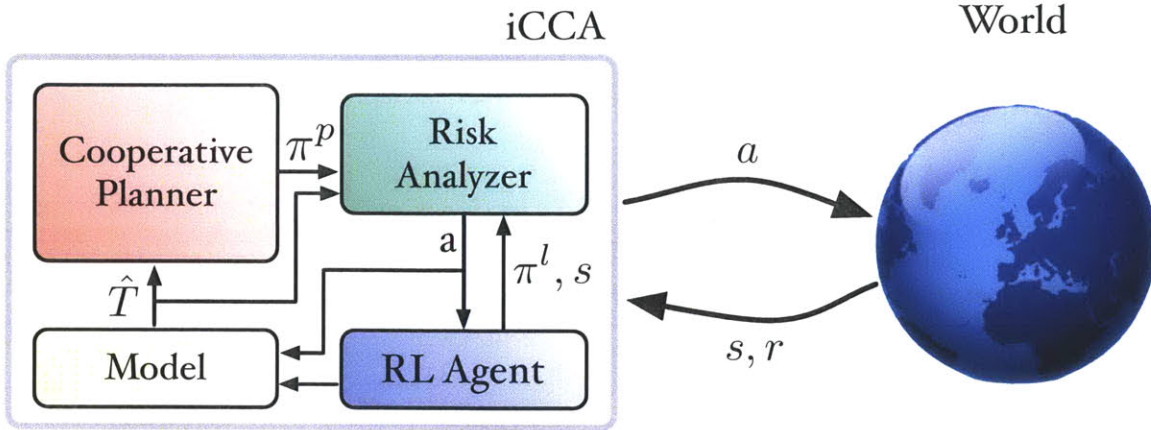 iCCA
World
Cooperative
Planner
π^p
Risk
Analyzer
a
a
π^l, s
T̂
Model
RL Agent
s, r